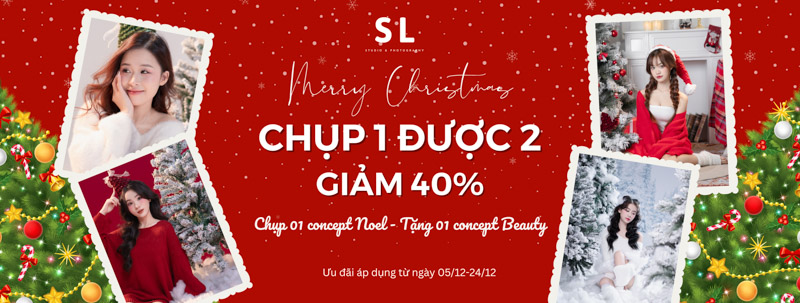 SL
STUDIO & PHOTOGRAPHY
Merry Christmas
CHỤP 1 ĐƯỢC 2
GIẢM 40%
Chụp 01 concept Noel - Tặng 01 concept Beauty
Ưu đãi áp dụng từ ngày 05/12-24/12